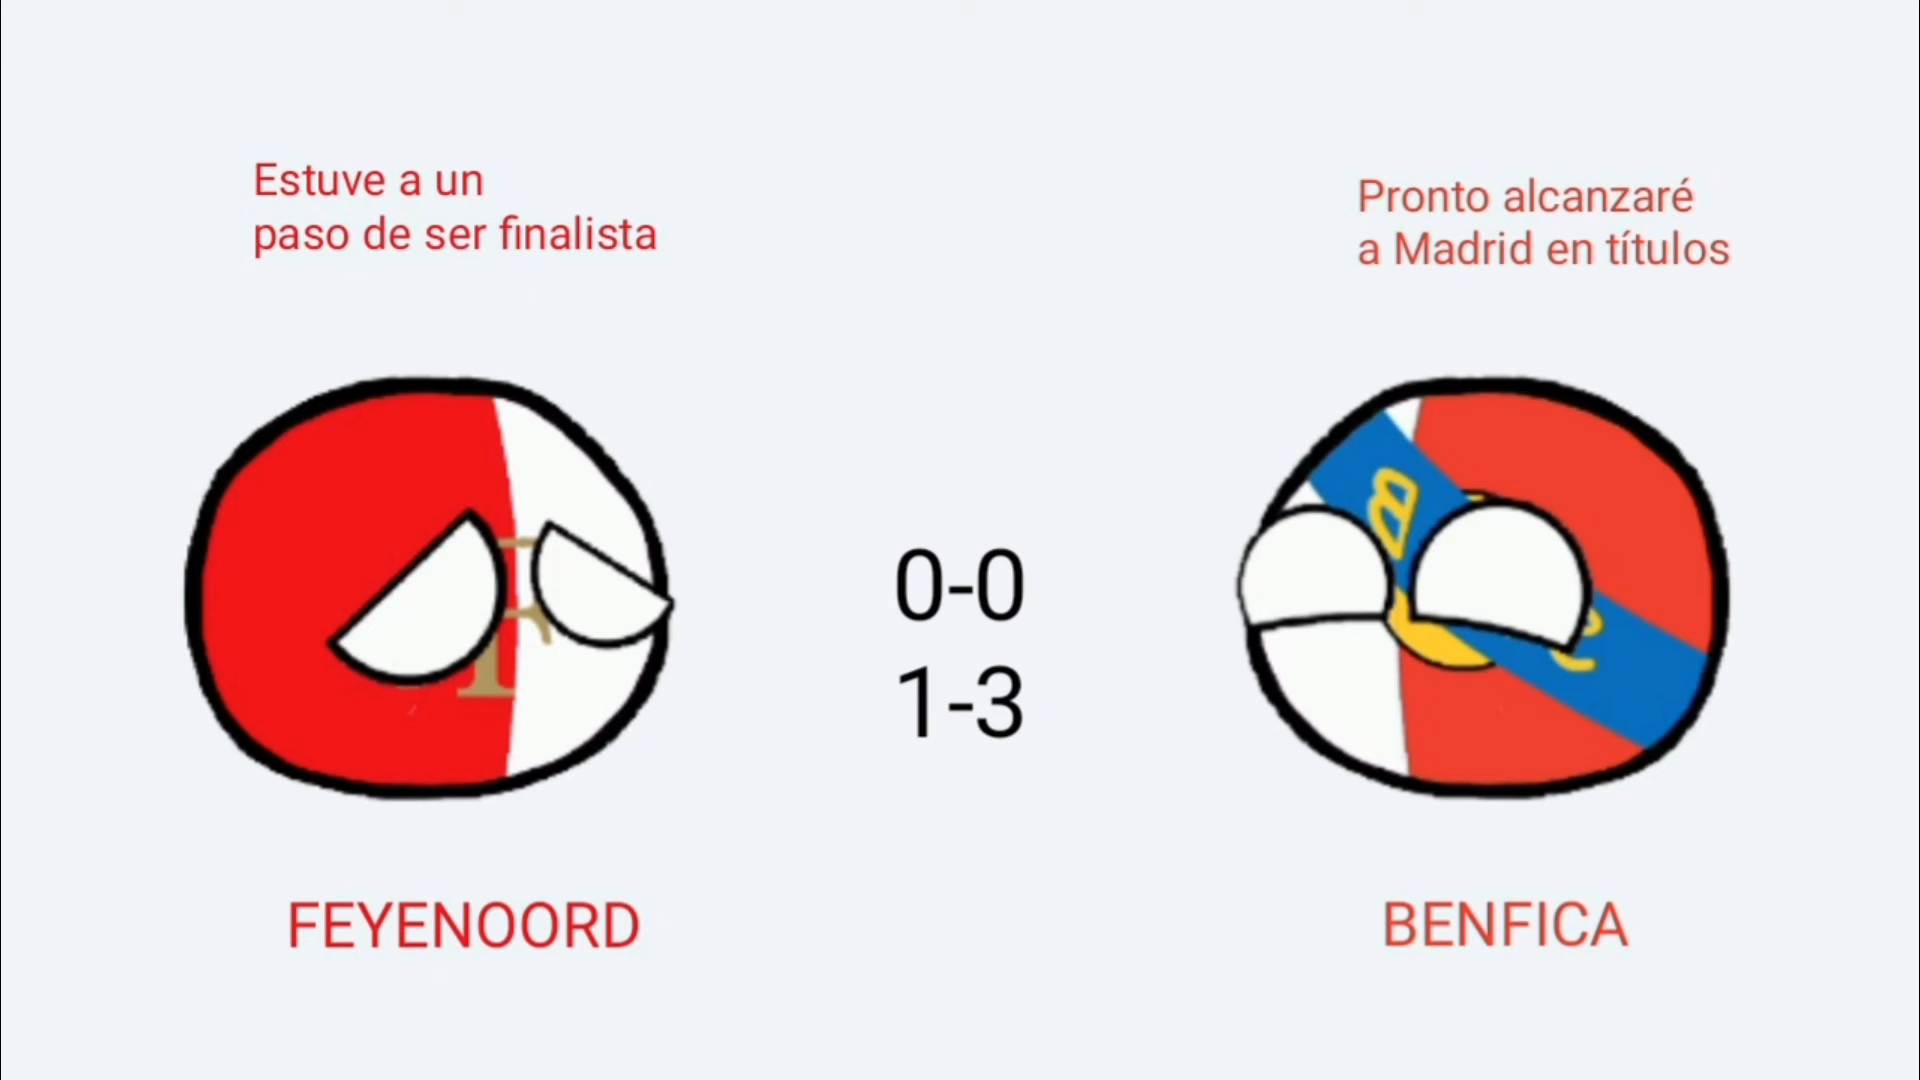 Estuve a un
paso de ser finalista
Pronto alcanzaré
a Madrid en títulos
0-0
1-3
FEYENOORD
BENFICA